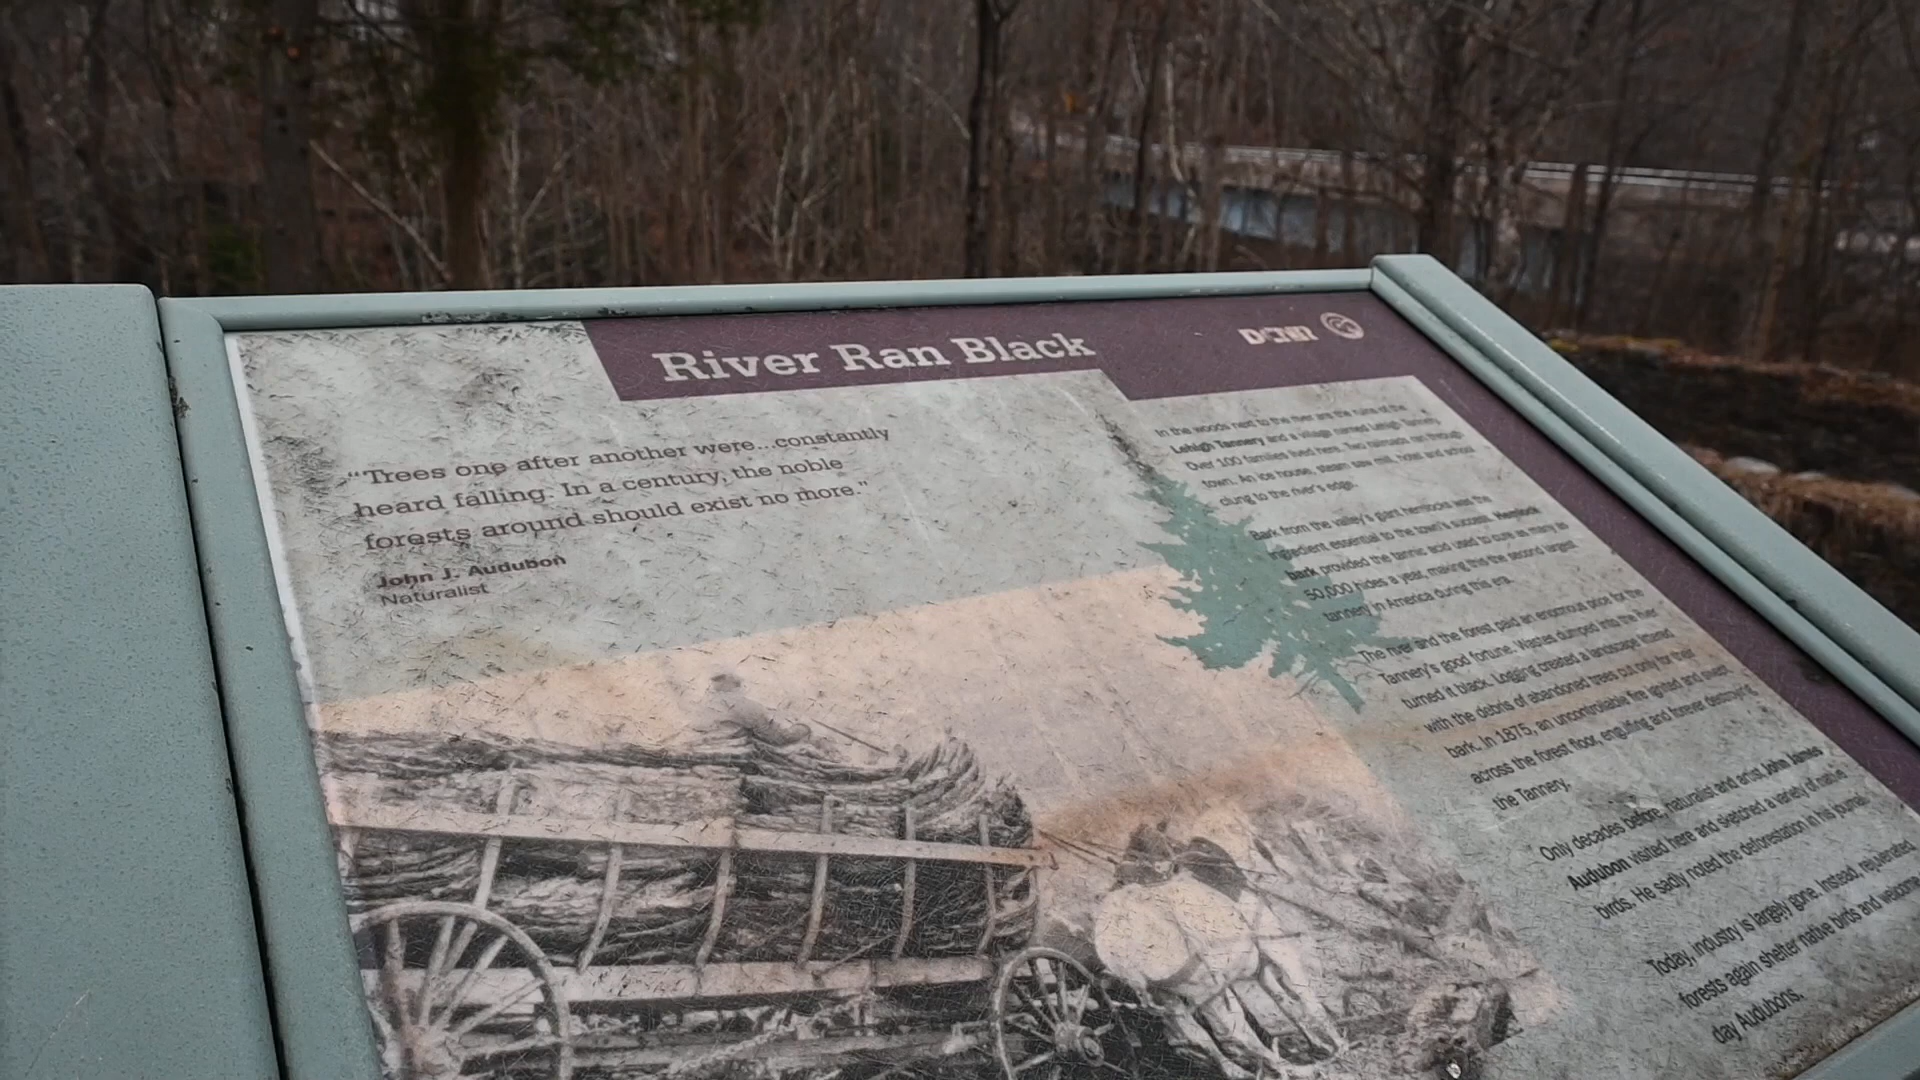 River Ran Black
DCNR
"Trees one after another were...constantly
heard falling. In a century, the noble
forests around should exist no more."
John J. Audubon
Naturalist
In the woods next to the river are the ruins of the
Lehigh Tannery and a village named Lehigh Tannery.
Over 100 families lived here. Two railroads ran through
town. An ice house, steam saw mill, hotel and school
clung to the river's edge.
Bark from the valley's giant hemlocks was the
ingredient essential to the town's success. Hemlock
bark provided the tannic acid used to cure as many as
50,000 hides a year, making this the second largest
tannery in America during this era.
The river and the forest paid an enormous price for the
Tannery's good fortune. Wastes dumped into the River
turned it black. Logging created a landscape littered
with the debris of abandoned trees cut only for their
bark. In 1875, an uncontrollable fire ignited and swept
across the forest floor, engulfing and forever destroying
the Tannery.
Only decades before, naturalist and artist John James
Audubon visited here and sketched a variety of native
birds. He sadly noted the deforestation in his journal.
Today, industry is largely gone. Instead, rejuvenated
forests again shelter native birds and welcome
day Audubons.